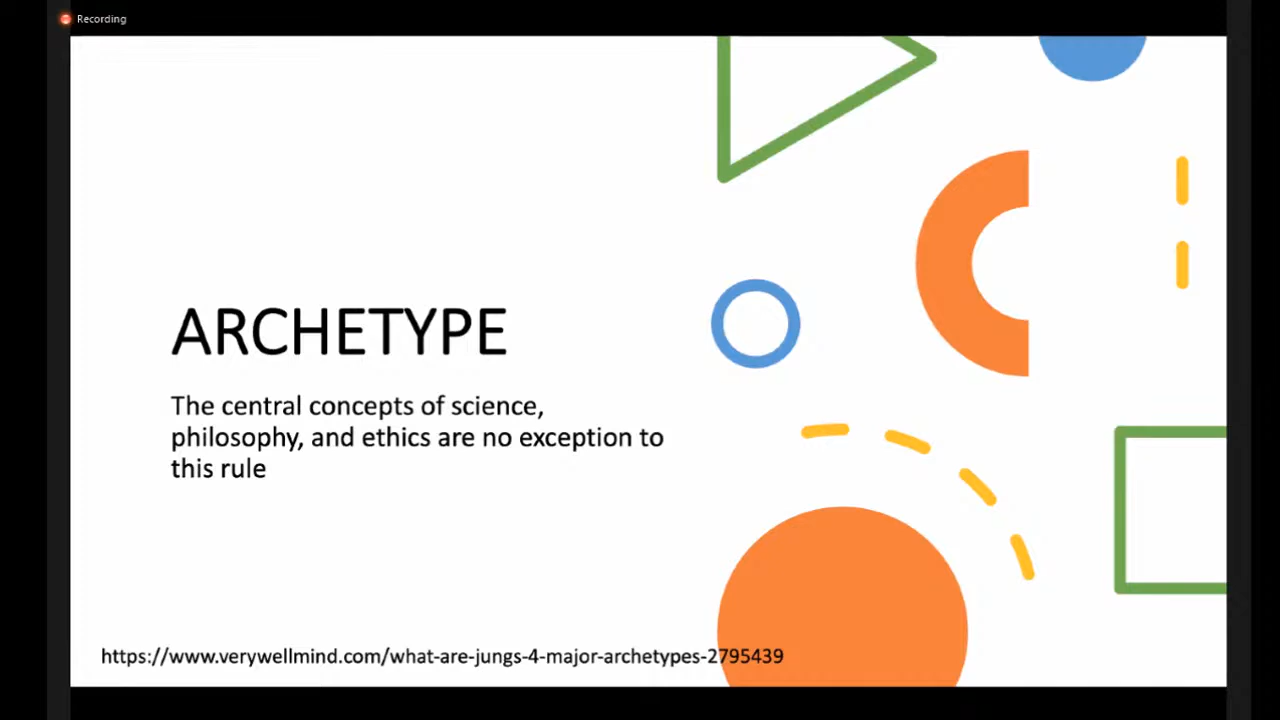 Recording
ARCHETYPE
The central concepts of science,
philosophy, and ethics are no exception to
this rule
https://www.verywellmind.com/what-are-jungs-4-major-archetypes-2795439